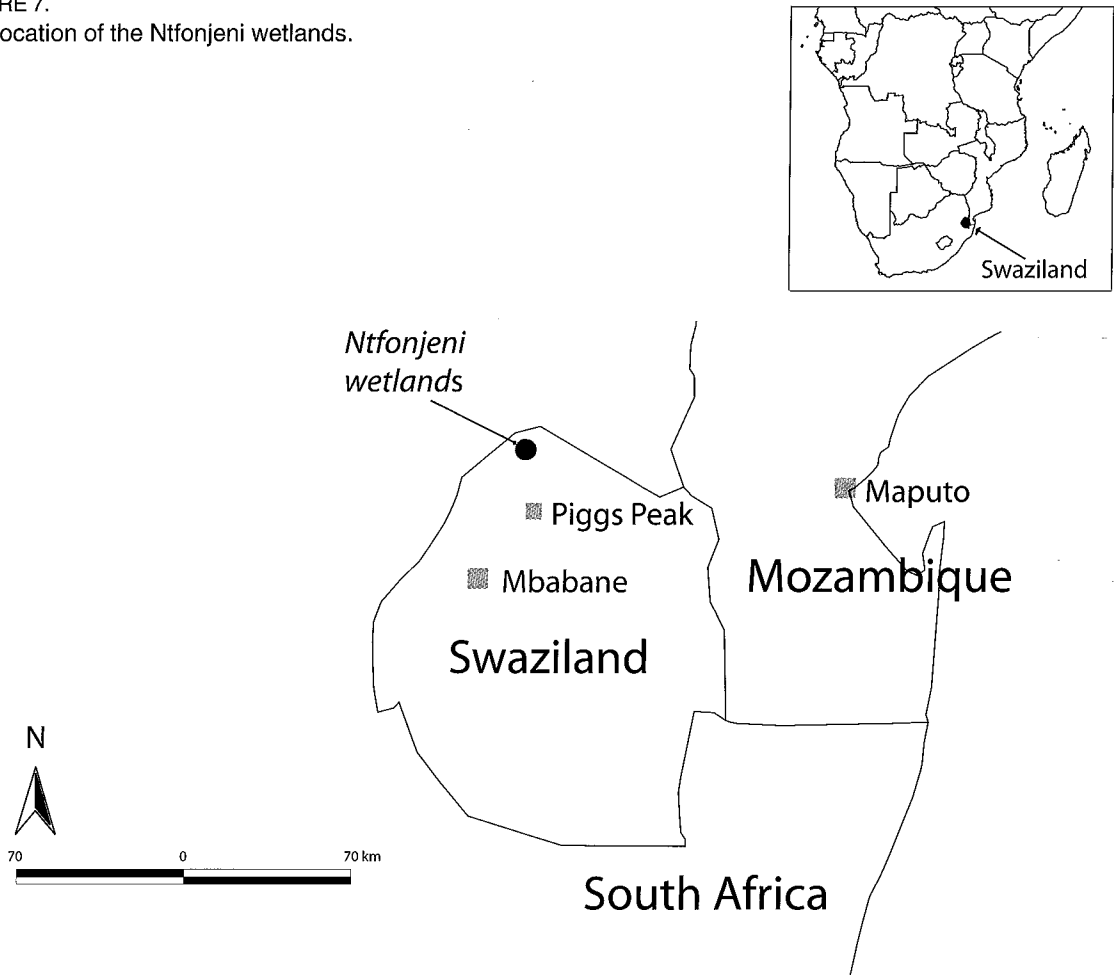 RE 7.
ocation of the Ntfonjeni wetlands.
Swaziland
Ntfonjeni
wetlands
Maputo
Piggs Peak
Mozambique
Mbabane
Swaziland
N
70 0 70 km
South Africa